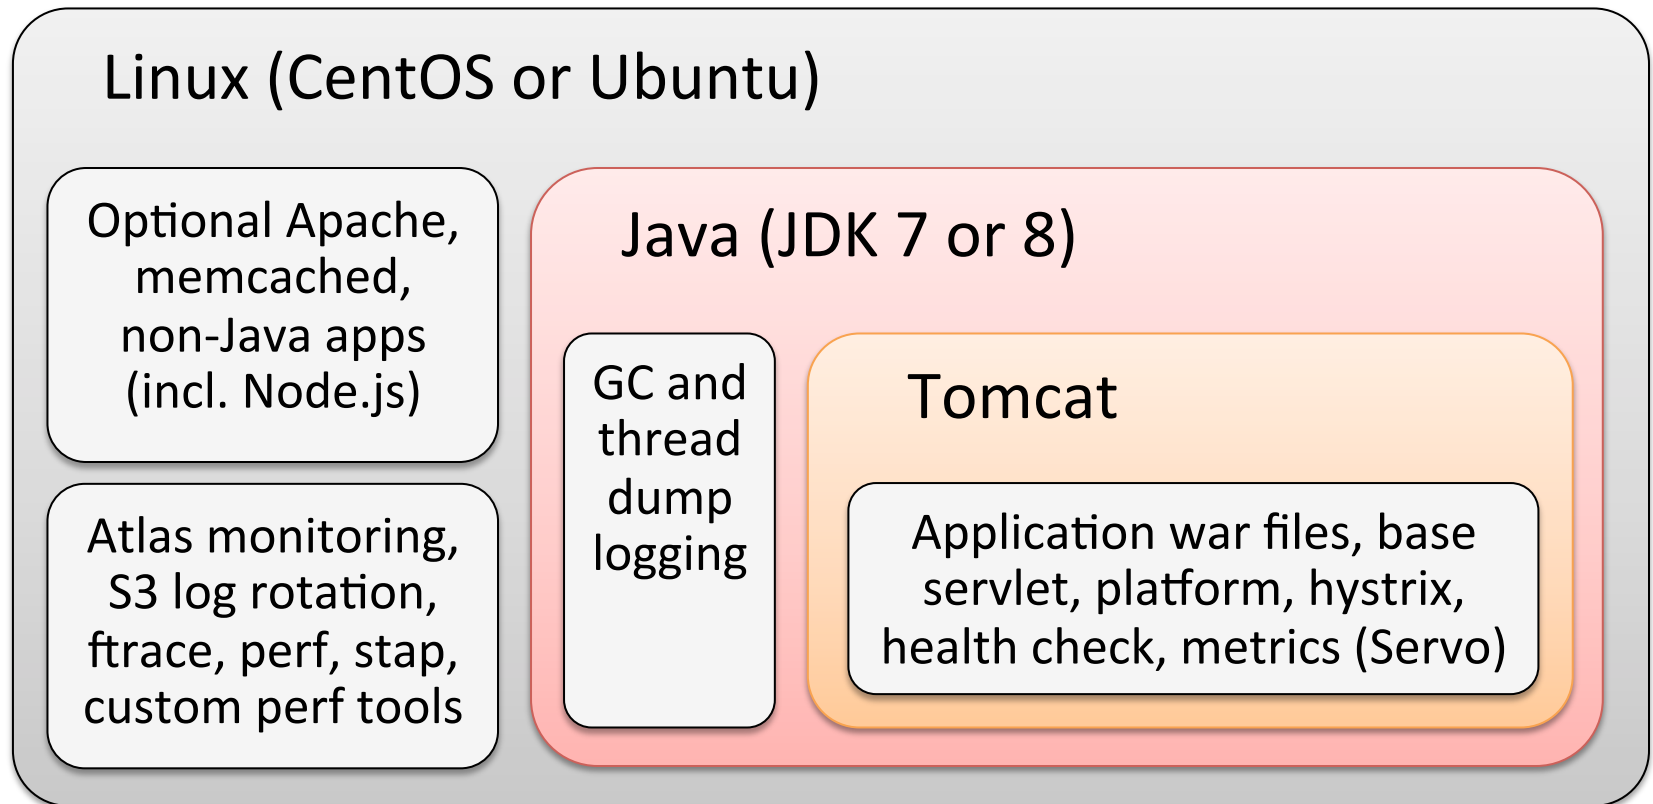 Linux (CentOS or Ubuntu)
Optional Apache,
memcached,
non-Java apps
(incl. Node.js)
Atlas monitoring,
S3 log rotation,
ftrace, perf, stap,
custom perf tools
Java (JDK 7 or 8)
GC and
thread
dump
logging
Tomcat
Application war files, base
servlet, platform, hystrix,
health check, metrics (Servo)